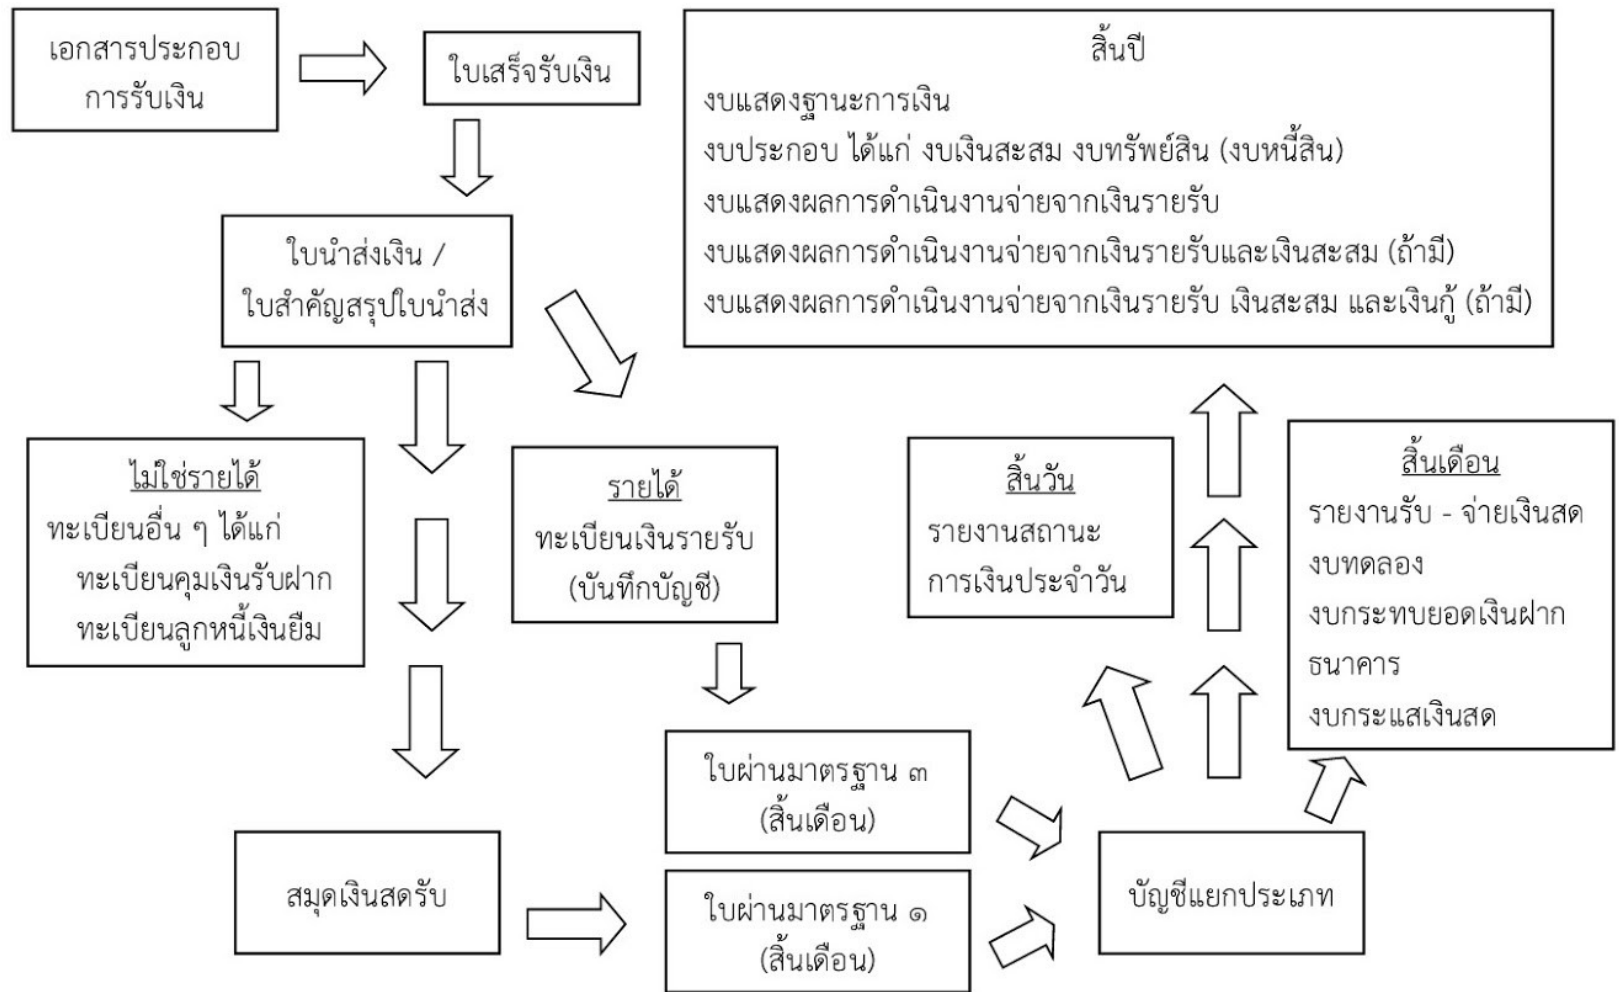 เอกสารประกอบ
การรับเงิน
ใบเสร็จรับเงิน
สิ้นปี
งบแสดงฐานะการเงิน
งบประกอบ ได้แก่ งบเงินสะสม งบทรัพย์สิน (งบหนี้สิน)
งบแสดงผลการดำเนินงานจ่ายจากเงินรายรับ
งบแสดงผลการดำเนินงานจ่ายจากเงินรายรับและเงินสะสม (ถ้ามี)
งบแสดงผลการดำเนินงานจ่ายจากเงินรายรับ เงินสะสม และเงินกู้ (ถ้ามี)
ใบนำส่งเงิน /
ใบสำคัญสรุปใบนำส่ง
ไม่ใช่รายได้
ทะเบียนอื่น ๆ ได้แก่
ทะเบียนคุมเงินรับฝาก
ทะเบียนลูกหนี้เงินยืม
รายได้
ทะเบียนเงินรายรับ
(บันทึกบัญชี)
สิ้นวัน
รายงานสถานะ
การเงินประจำวัน
สิ้นเดือน
รายงานรับ - จ่ายเงินสด
งบทดลอง
งบกระทบยอดเงินฝาก
ธนาคาร
งบกระแสเงินสด
ใบผ่านมาตรฐาน ๓
(สิ้นเดือน)
สมุดเงินสดรับ
ใบผ่านมาตรฐาน ๑
(สิ้นเดือน)
บัญชีแยกประเภท